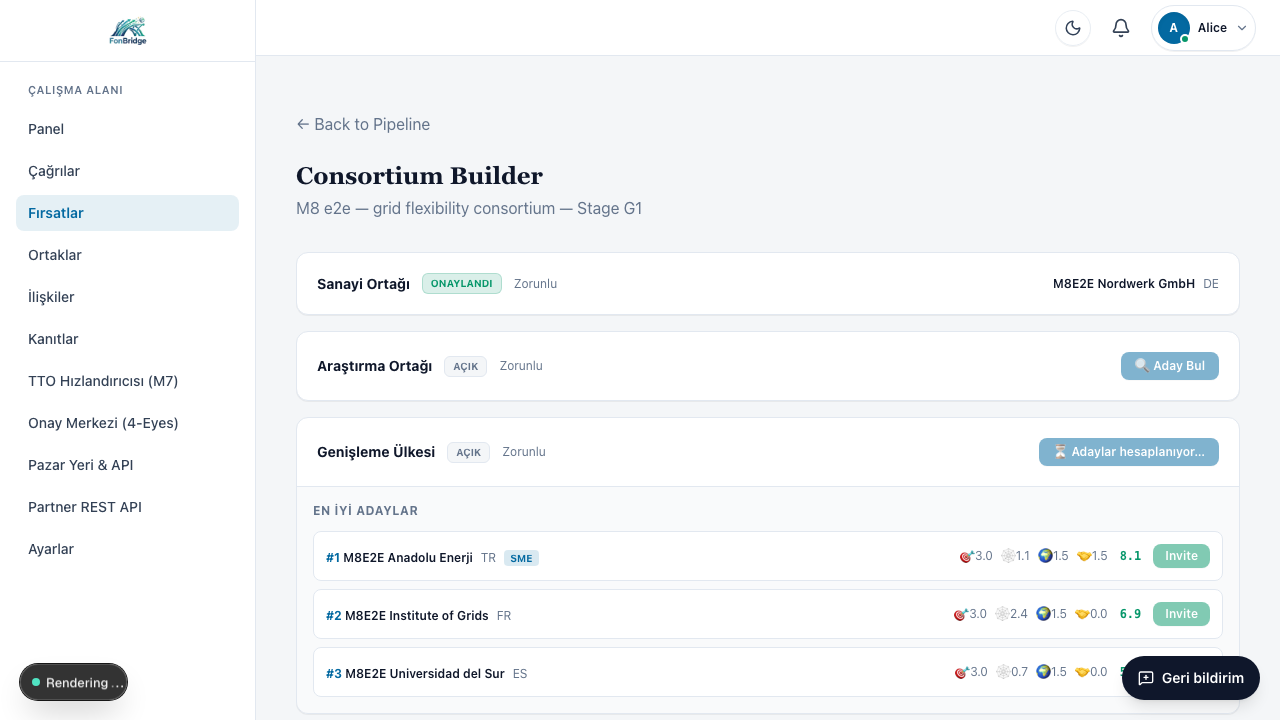 FonBridge
A
Alice
ÇALIŞMA ALANI
Panel
Çağrılar
Fırsatlar
Ortaklar
İlişkiler
Kanıtlar
TTO Hızlandırıcısı (M7)
Onay Merkezi (4-Eyes)
Pazar Yeri & API
Partner REST API
Ayarlar
Rendering ...
← Back to Pipeline
Consortium Builder
M8 e2e — grid flexibility consortium — Stage G1
Sanayi Ortağı ONAYLANDI Zorunlu M8E2E Nordwerk GmbH DE
Araştırma Ortağı AÇIK Zorunlu Aday Bul
Genişleme Ülkesi AÇIK Zorunlu Adaylar hesaplanıyor...
EN İYİ ADAYLAR
#1 M8E2E Anadolu Enerji TR SME 3.0 1.1 1.5 1.5 8.1 Invite
#2 M8E2E Institute of Grids FR 3.0 2.4 1.5 0.0 6.9 Invite
#3 M8E2E Universidad del Sur ES 3.0 0.7 1.5 0.0
Geri bildirim